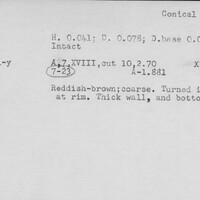 Conical
H. 0.041; D. 0.078; D.base 0.0
Intact
-y A,7,XVIII,cut 10,2.70 X
7-23 A-1.881
Reddish-brown;coarse. Turned i
at rim. Thick wall, and botto